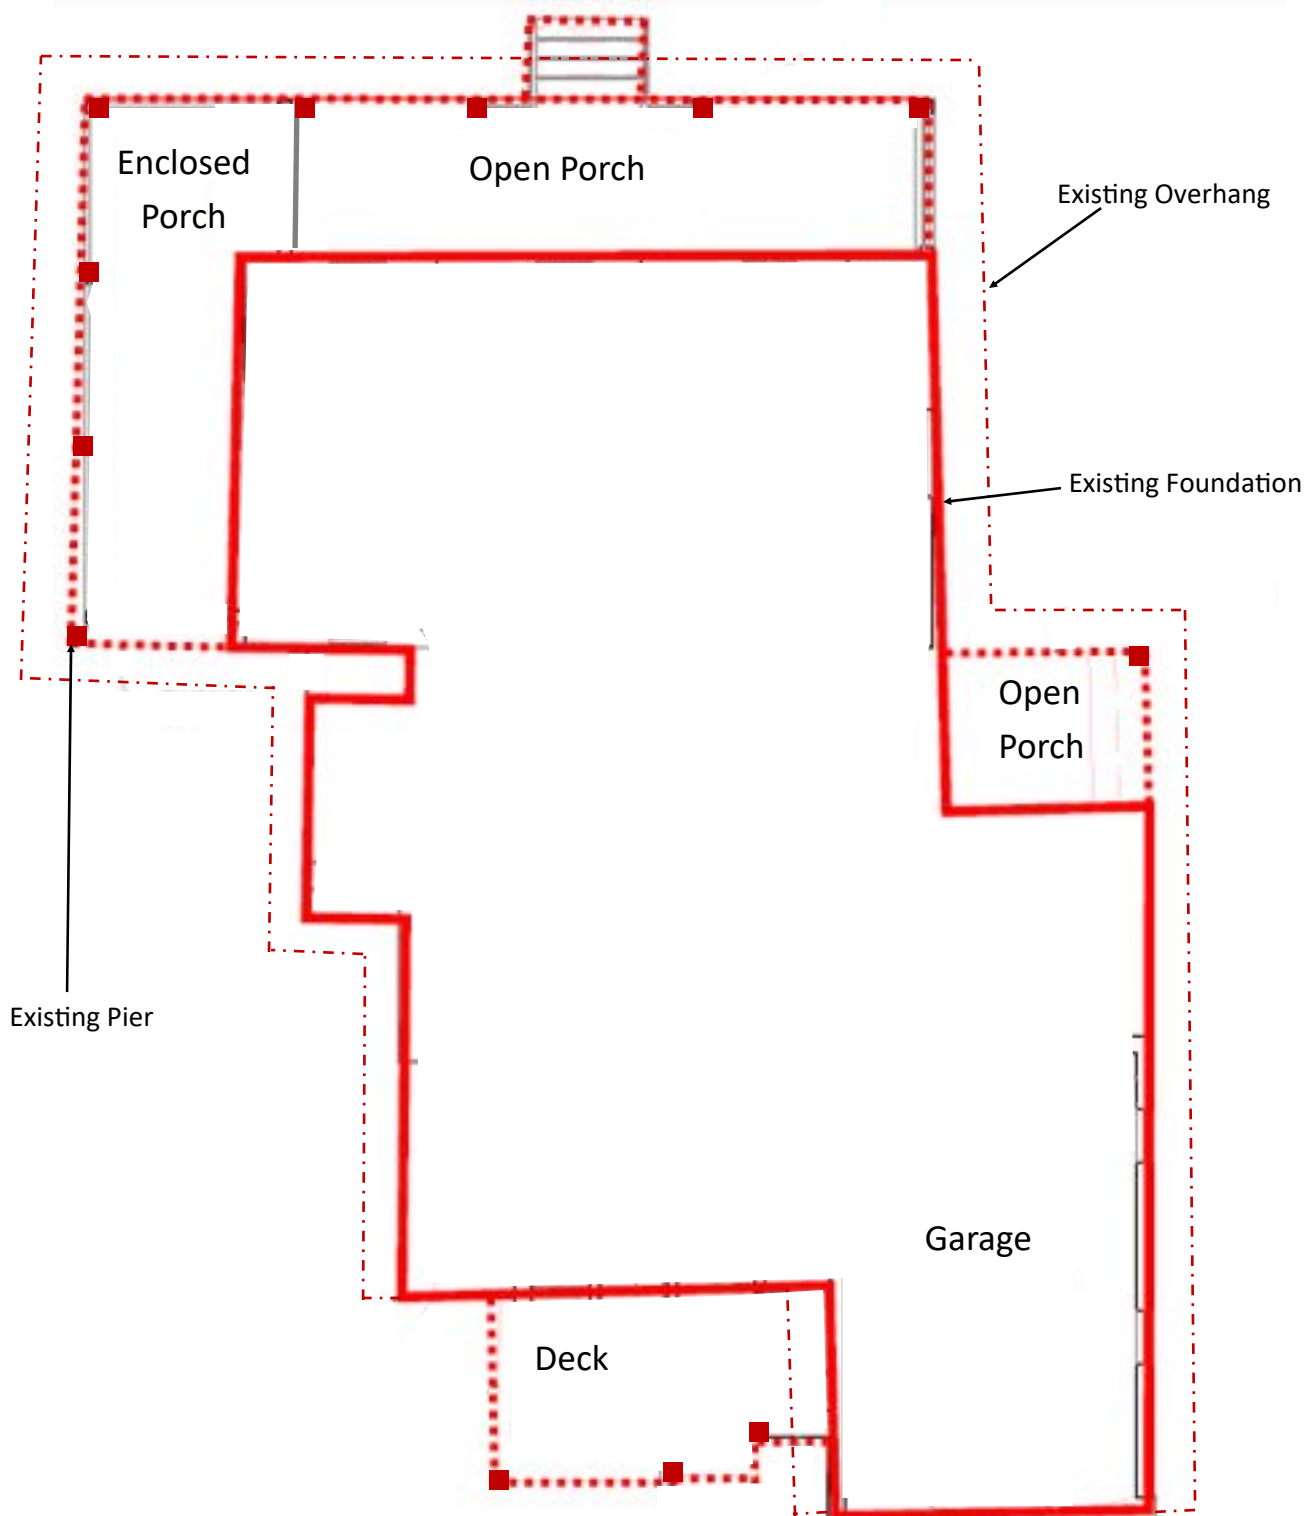 Enclosed
Porch
Open Porch
Existing Overhang
Existing Foundation
Open
Porch
Existing Pier
Garage
Deck